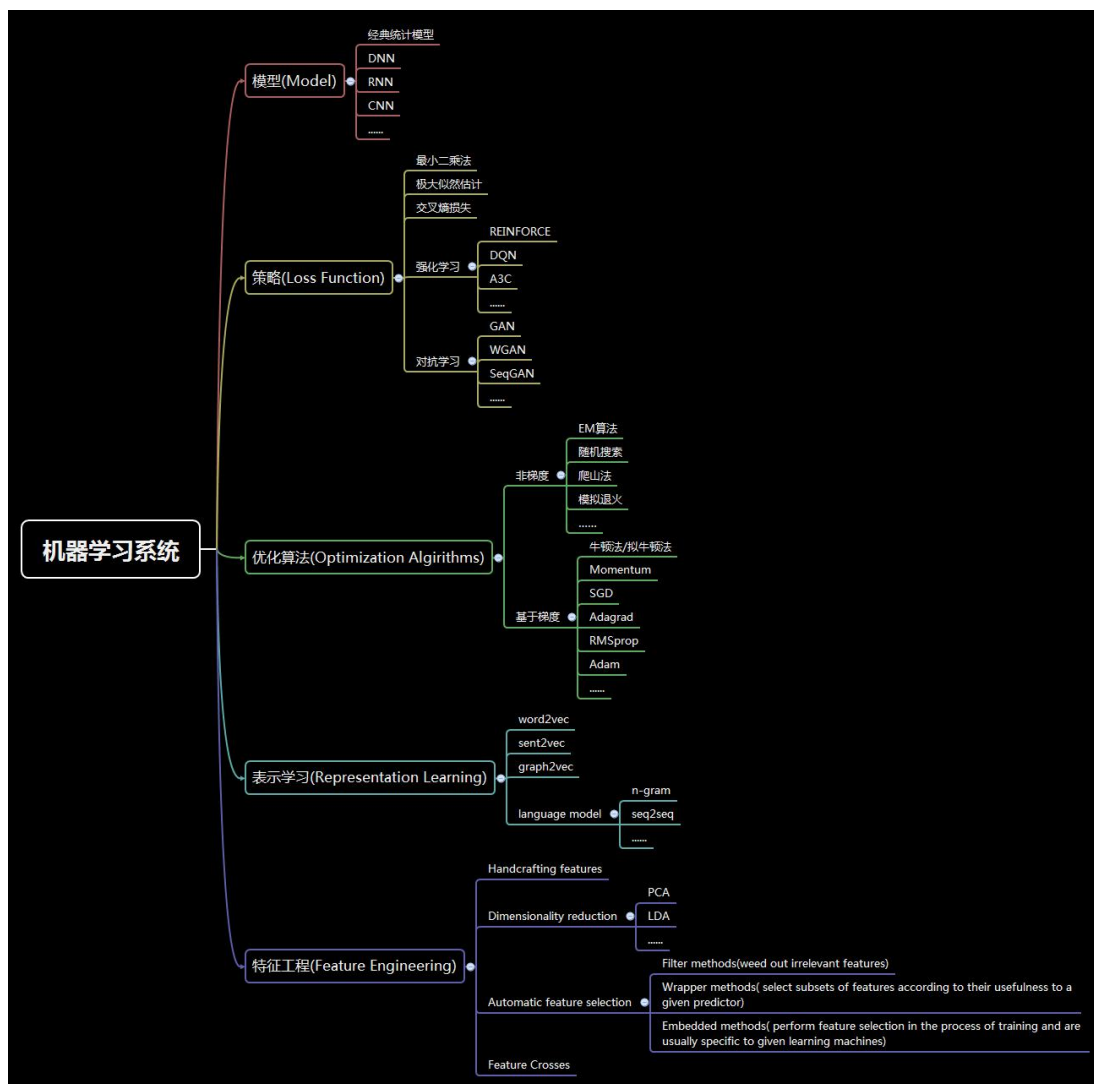 经典统计模型
DNN
模型(Model)
RNN
CNN
......
最小二乘法
极大似然估计
交叉熵损失
REINFORCE
DQN
策略(Loss Function)
强化学习
A3C
......
GAN
WGAN
对抗学习
SeqGAN
......
EM算法
随机搜索
非梯度
爬山法
模拟退火
......
机器学习系统
优化算法(Optimization Algirithms)
牛顿法/拟牛顿法
Momentum
SGD
基于梯度
Adagrad
RMSprop
Adam
......
word2vec
sent2vec
graph2vec
表示学习(Representation Learning)
n-gram
language model
seq2seq
......
Handcrafting features
PCA
Dimensionality reduction
LDA
......
特征工程(Feature Engineering)
Filter methods(weed out irrelevant features)
Automatic feature selection
Wrapper methods( select subsets of features according to their usefulness to a
given predictor)
Embedded methods( perform feature selection in the process of training and are
usually specific to given learning machines)
Feature Crosses